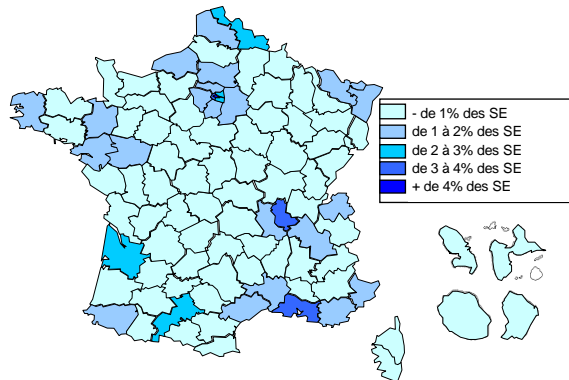 - de 1% des SE
de 1 à 2% des SE
de 2 à 3% des SE
de 3 à 4% des SE
+ de 4% des SE